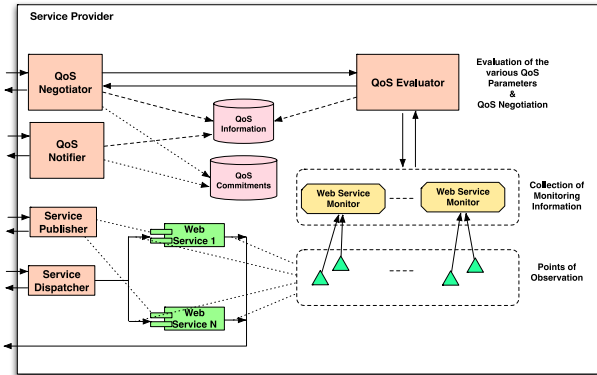 Service Provider
QoS
Negotiator
QoS Evaluator
Evaluation of the
various QoS
Parameters
&
QoS Negotiation
QoS
Information
QoS
Notifier
QoS
Commitments
Web Service
Monitor
Web Service
Monitor
Collection of
Monitoring
Information
Service
Publisher
Web
Service 1
Service
Dispatcher
Points of
Observation
Web
Service N